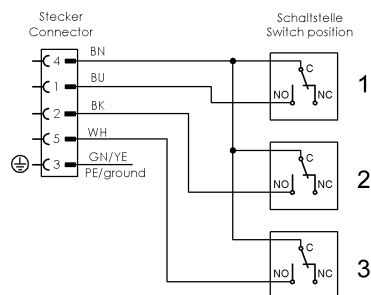 Stecker
Connector
Schaltstelle
Switch position
4 BN
1 BU
2 BK
5 WH
3 GN/YE
PE/ground
C
NO NC
1
C
NO NC
2
C
NO NC
3